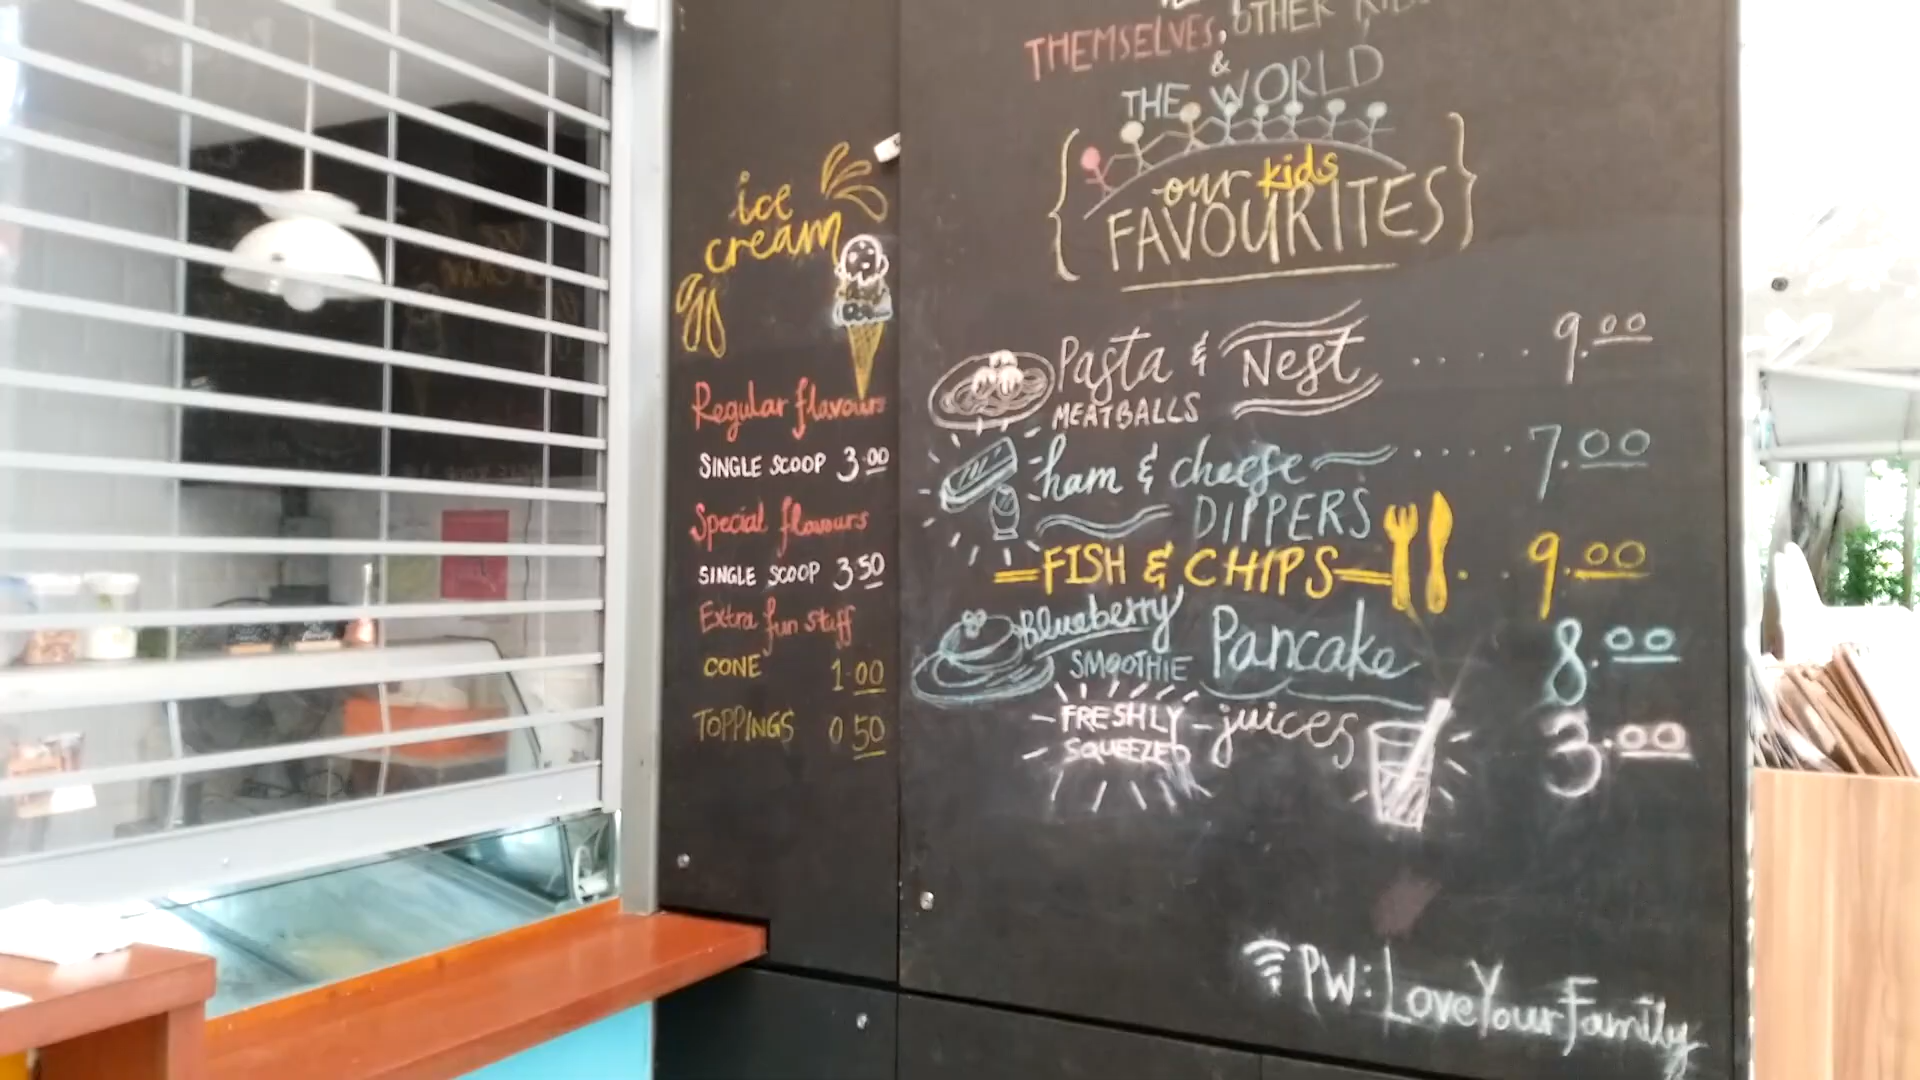 ice
cream
Regular flavours
SINGLE SCOOP 3.00
Special flavours
SINGLE SCOOP 3 50
Extra fun stuff
CONE 1.00
TOPPINGS 0 50
THEMSELVES, OTHER
&
THE WORLD
{ our kids
FAVOURITES }
Pasta & Nest ..... 9.00
MEATBALLS
ham & cheese .... 7.00
DIPPERS
FISH & CHIPS .. 9.00
Blueberry
SMOOTHIE Pancake 8.00
FRESHLY
SQUEEZED - juices 3.00
PW: LoveYourFamily